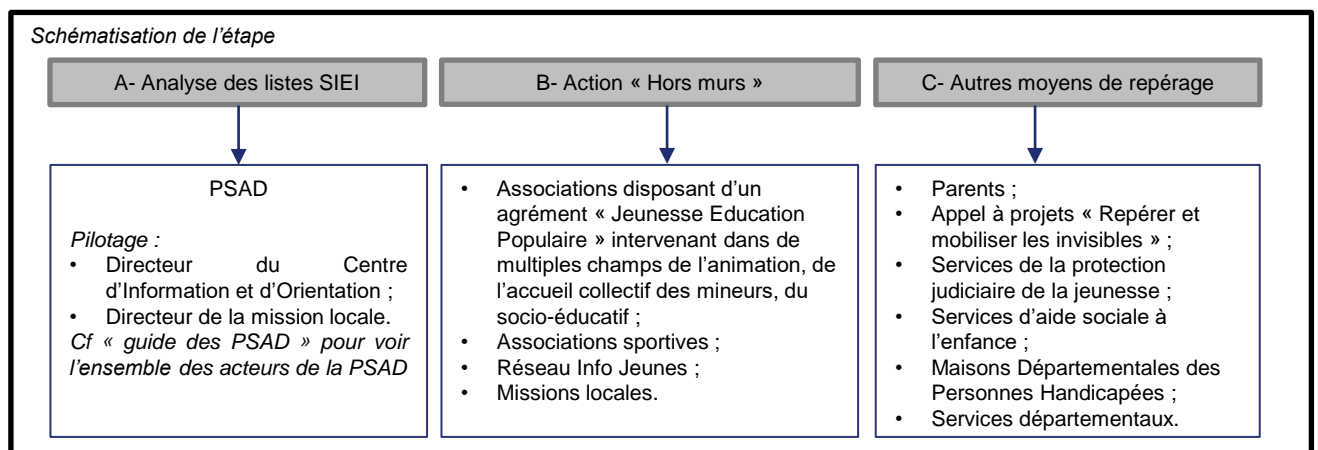 Schématisation de l’étape
A- Analyse des listes SIEI
B- Action « Hors murs »
C- Autres moyens de repérage
PSAD
Pilotage :
• Directeur du Centre
d’Information et d’Orientation ;
• Directeur de la mission locale.
Cf « guide des PSAD » pour voir
l’ensemble des acteurs de la PSAD
• Associations disposant d’un
agrément « Jeunesse Education
Populaire » intervenant dans de
multiples champs de l’animation, de
l’accueil collectif des mineurs, du
socio-éducatif ;
• Associations sportives ;
• Réseau Info Jeunes ;
• Missions locales.
• Parents ;
• Appel à projets « Repérer et
mobiliser les invisibles » ;
• Services de la protection
judiciaire de la jeunesse ;
• Services d’aide sociale à
l’enfance ;
• Maisons Départementales des
Personnes Handicapées ;
• Services départementaux.